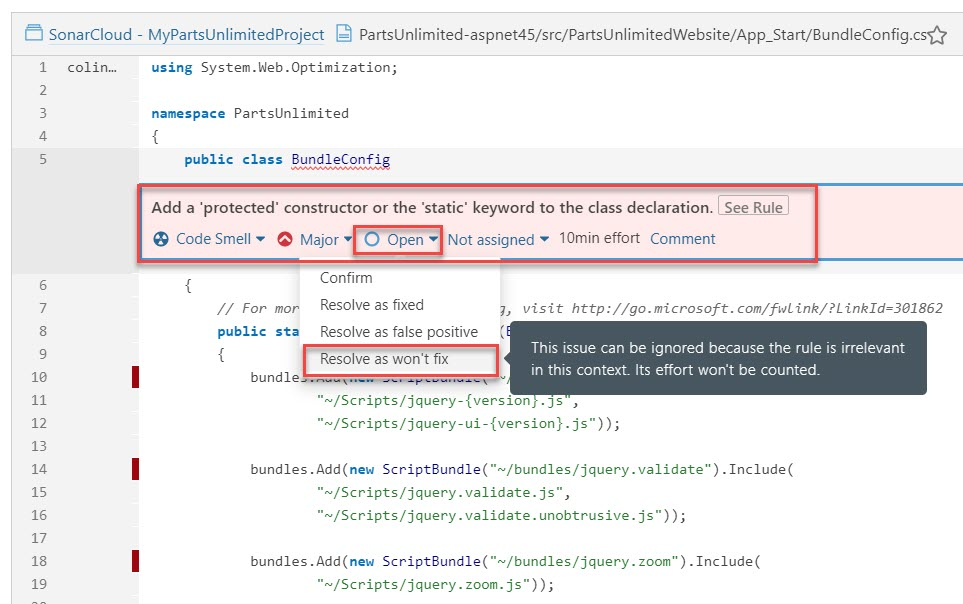 SonarCloud - MyPartsUnlimitedProject PartsUnlimited-aspnet45/src/PartsUnlimitedWebsite/App_Start/BundleConfig.cs
1 colin... using System.Web.Optimization;
2
3 namespace PartsUnlimited
4 {
5 public class BundleConfig
Add a 'protected' constructor or the 'static' keyword to the class declaration. See Rule
Code Smell Major Open Not assigned 10min effort Comment
Confirm
Resolve as fixed
Resolve as false positive
Resolve as won't fix
This issue can be ignored because the rule is irrelevant
in this context. Its effort won't be counted.
6 {
7 // For mor g, visit http://go.microsoft.com/fwlink/?LinkId=301862
8 public sta
9 {
10 bundles.Add(new ScriptBundle("~/
11 "~/Scripts/jquery-{version}.js",
12 "~/Scripts/jquery-ui-{version}.js"));
13
14 bundles.Add(new ScriptBundle("~/bundles/jquery.validate").Include(
15 "~/Scripts/jquery.validate.js",
16 "~/Scripts/jquery.validate.unobtrusive.js"));
17
18 bundles.Add(new ScriptBundle("~/bundles/jquery.zoom").Include(
19 "~/Scripts/jquery.zoom.js"));